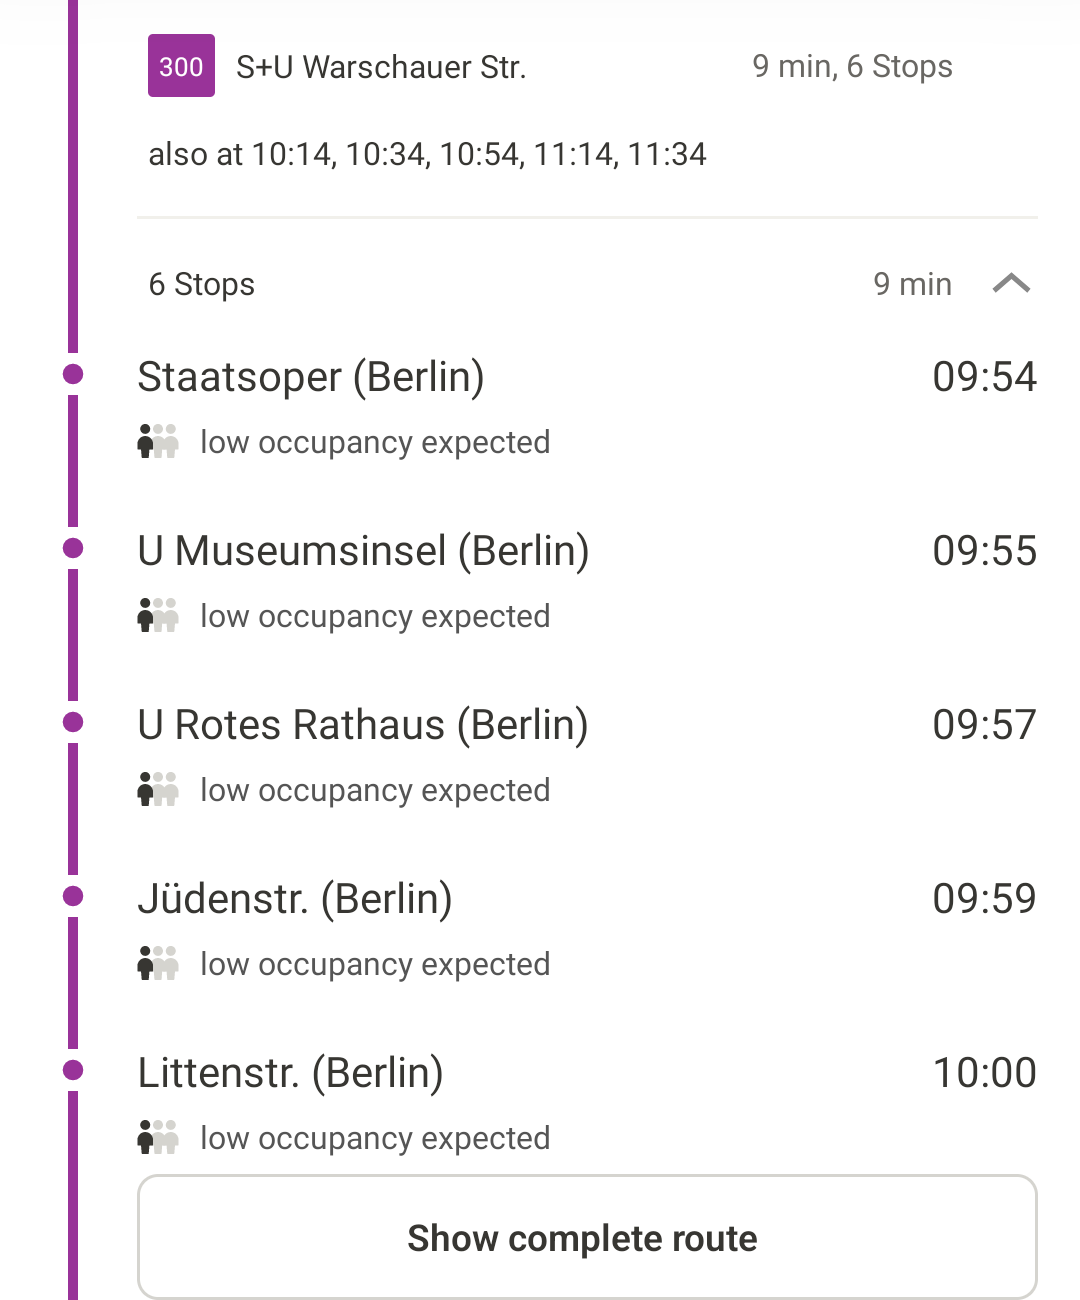 300 S+U Warschauer Str. 9 min, 6 Stops
also at 10:14, 10:34, 10:54, 11:14, 11:34
6 Stops 9 min
Staatsoper (Berlin) 09:54
low occupancy expected
U Museumsinsel (Berlin) 09:55
low occupancy expected
U Rotes Rathaus (Berlin) 09:57
low occupancy expected
Jüdenstr. (Berlin) 09:59
low occupancy expected
Littenstr. (Berlin) 10:00
low occupancy expected
Show complete route